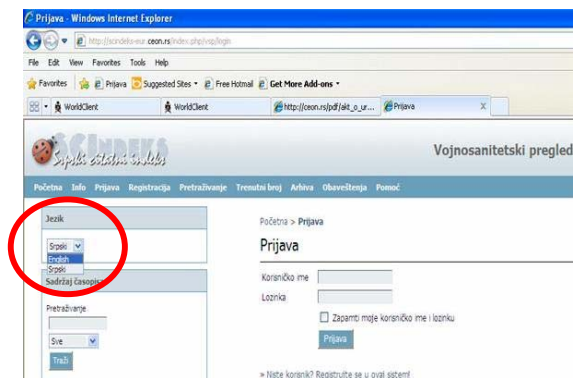 Prijava - Windows Internet Explorer
http://scindeks-eur.ceon.rs/index.php/vsp/login
File Edit View Favorites Tools Help
Favorites Prijava Suggested Sites Free Hotmail Get More Add-ons
WorldClient WorldClient http://ceon.rs/pdf/akt_o_ur... Prijava X
SCIndeks
Srpski citatni indeks
Vojnosanitetski pregled
Početna Info Prijava Registracija Pretraživanje Trenutni broj Arhiva Obaveštenja Pomoć
Jezik
Srpski
English
Srpski
Sadržaj časopisa
Pretraživanje
Sve
Traži
Početna > Prijava
Prijava
Korisničko ime
Lozinka
Zapamti moje korisničko ime i lozinku
Prijava
» Niste korisnik? Registrujte se u ovaj sistem!